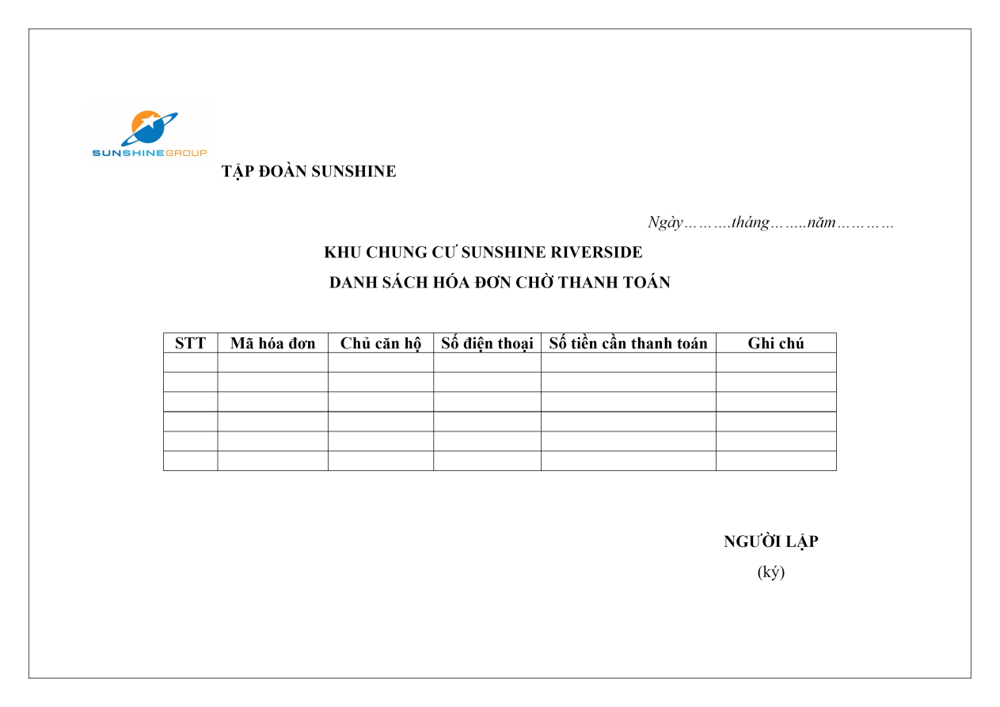 SUNSHINEGROUP
TẬP ĐOÀN SUNSHINE
Ngày……….tháng……..năm…………
KHU CHUNG CƯ SUNSHINE RIVERSIDE
DANH SÁCH HÓA ĐƠN CHỜ THANH TOÁN
STT Mã hóa đơn Chủ căn hộ Số điện thoại Số tiền cần thanh toán Ghi chú
NGƯỜI LẬP
(ký)